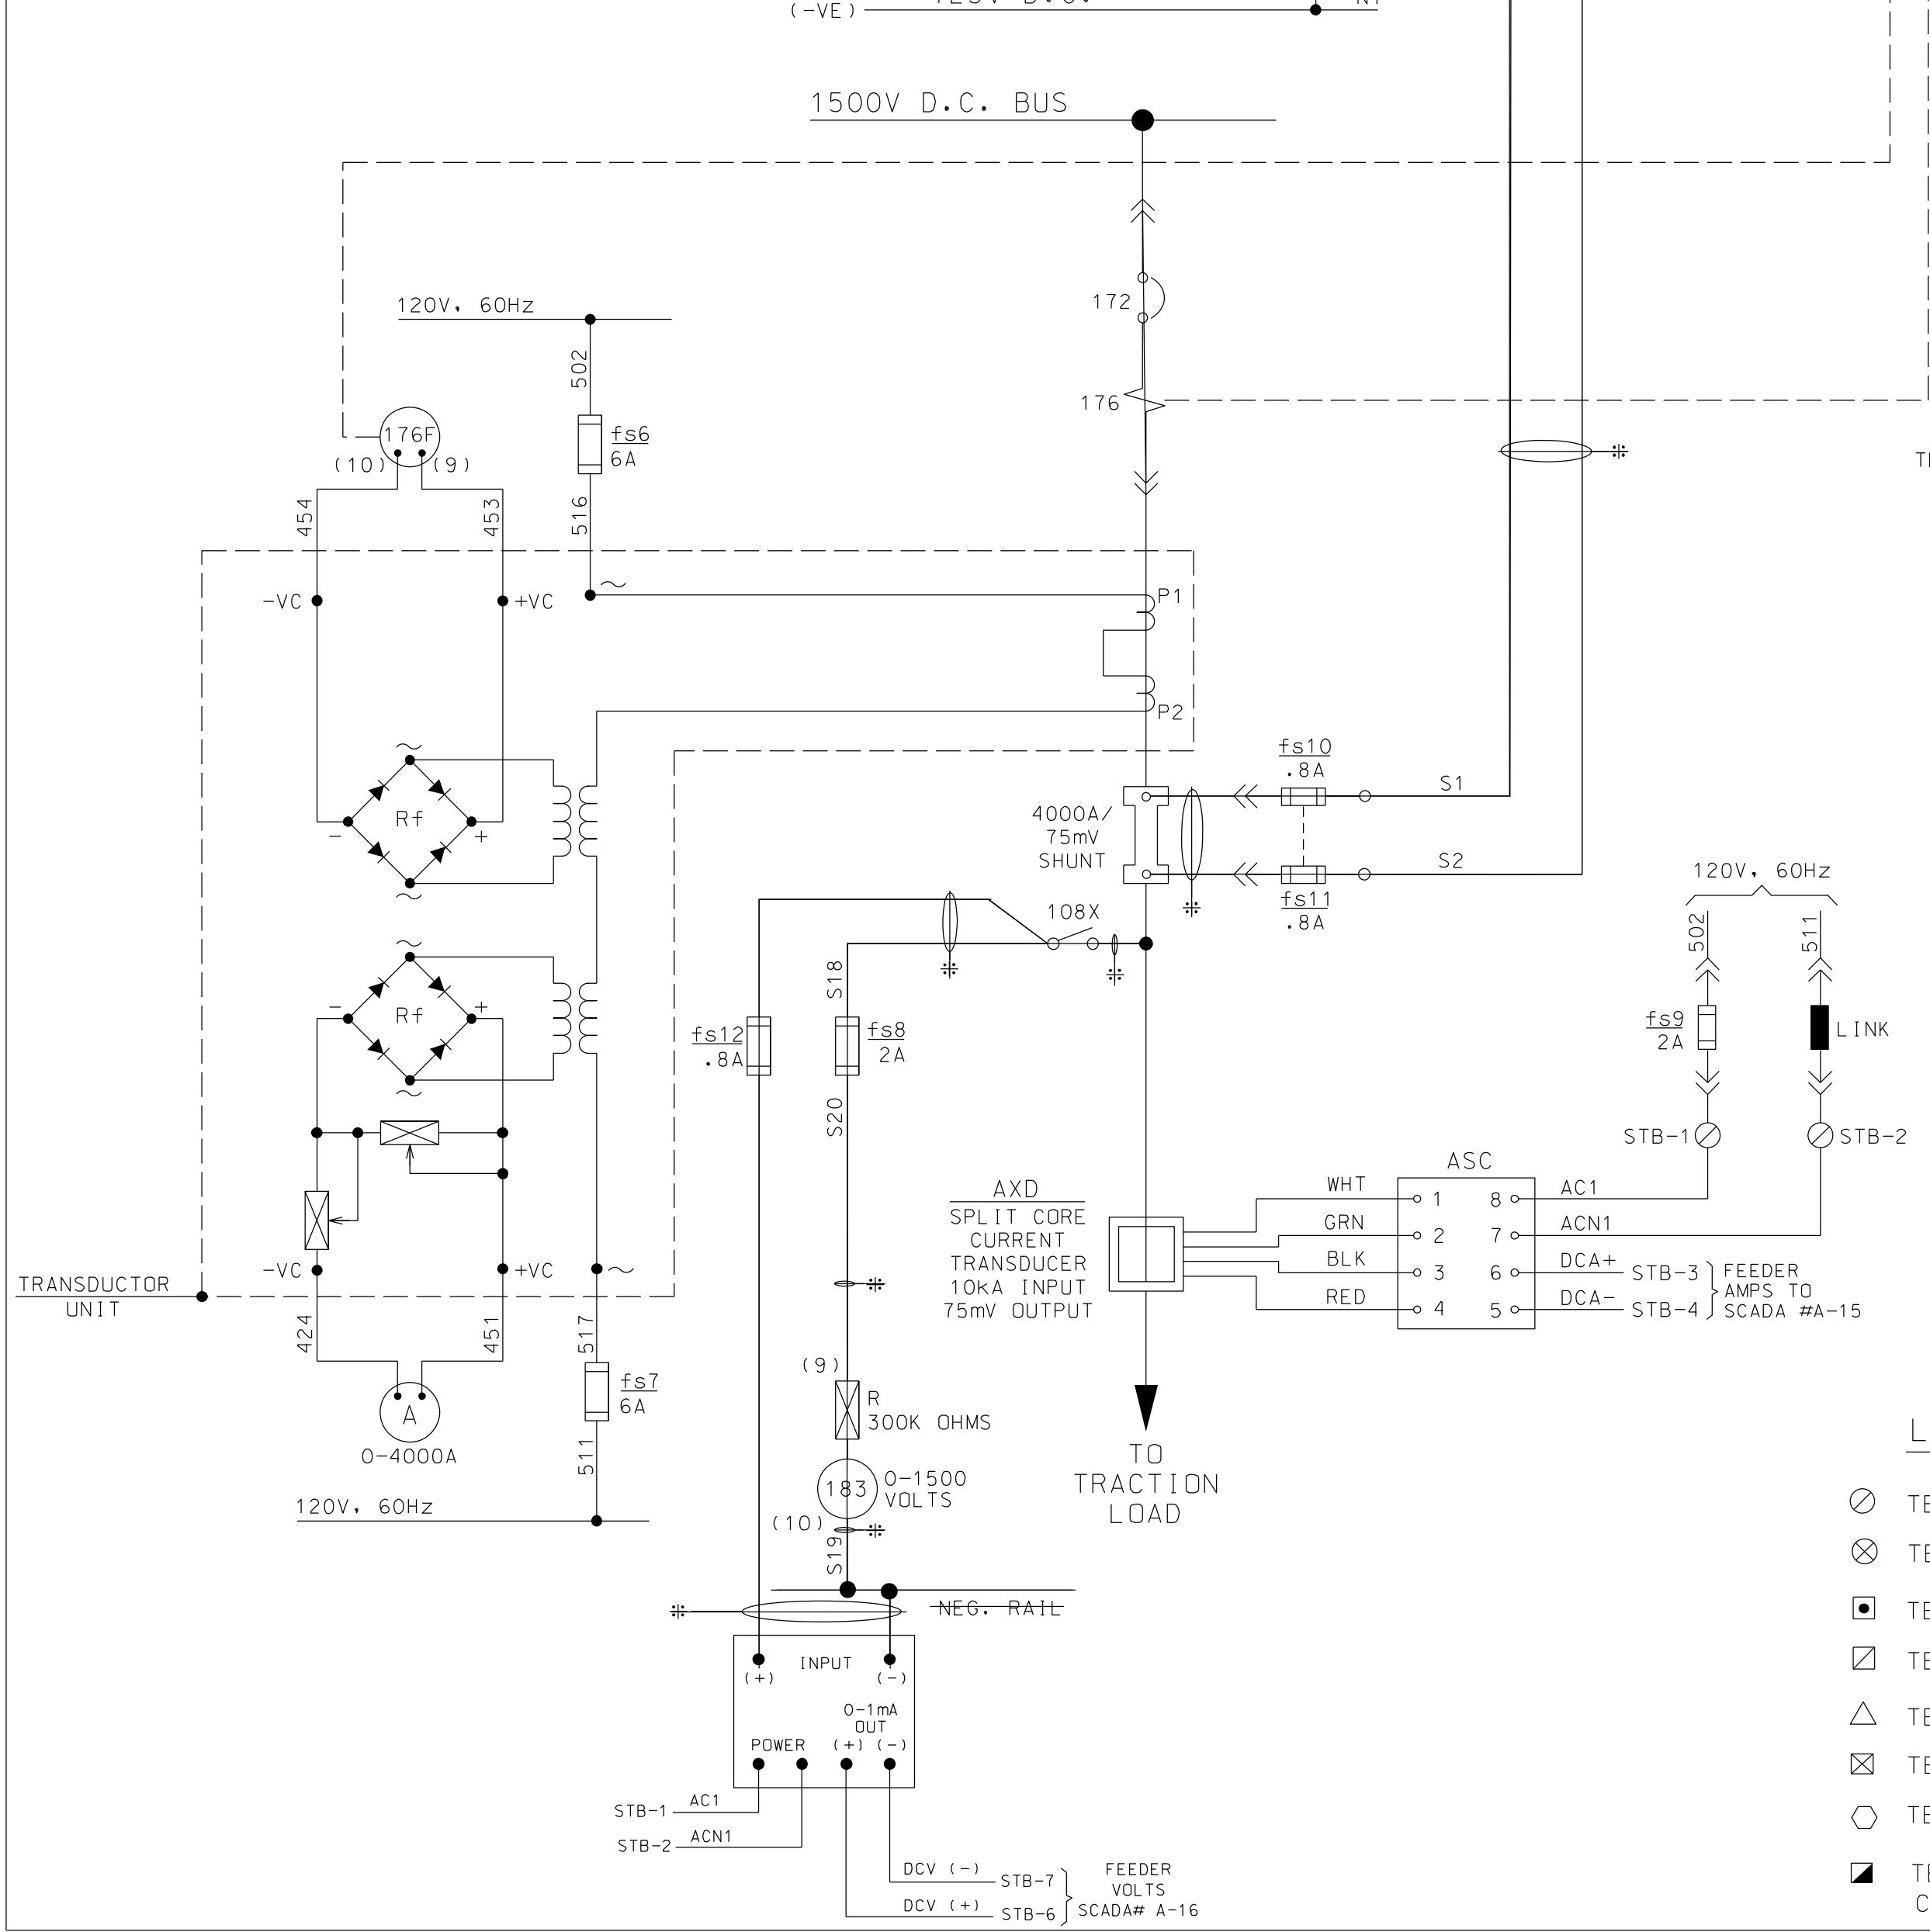 (-VE)
1500V D.C. BUS
172
120V, 60Hz
502
176
176F
(10)
(9)
fs6
6A
454
453
516
-VC
+VC
P1
P2
fs10
.8A
S1
Rf
-
+
4000A/
75mV
SHUNT
S2
fs11
.8A
120V, 60Hz
502
511
108X
S18
-
+
Rf
fs12
.8A
fs8
2A
fs9
2A
LINK
S20
STB-1
STB-2
AXD
SPLIT CORE
CURRENT
TRANSDUCER
10kA INPUT
75mV OUTPUT
ASC
WHT
1
8
AC1
GRN
2
7
ACN1
BLK
3
6
DCA+
STB-3
RED
4
5
DCA-
STB-4
FEEDER
AMPS TO
SCADA #A-15
-VC
+VC
TRANSDUCTOR
UNIT
424
451
517
(9)
R
300K OHMS
fs7
6A
A
0-4000A
511
183
0-1500
VOLTS
TO
TRACTION
LOAD
120V, 60Hz
(10)
S19
NEG. RAIL
INPUT
(+)
(-)
0-1mA
OUT
POWER
(+)
(-)
STB-1
AC1
STB-2
ACN1
DCV (-)
STB-7
DCV (+)
STB-6
FEEDER
VOLTS
SCADA# A-16